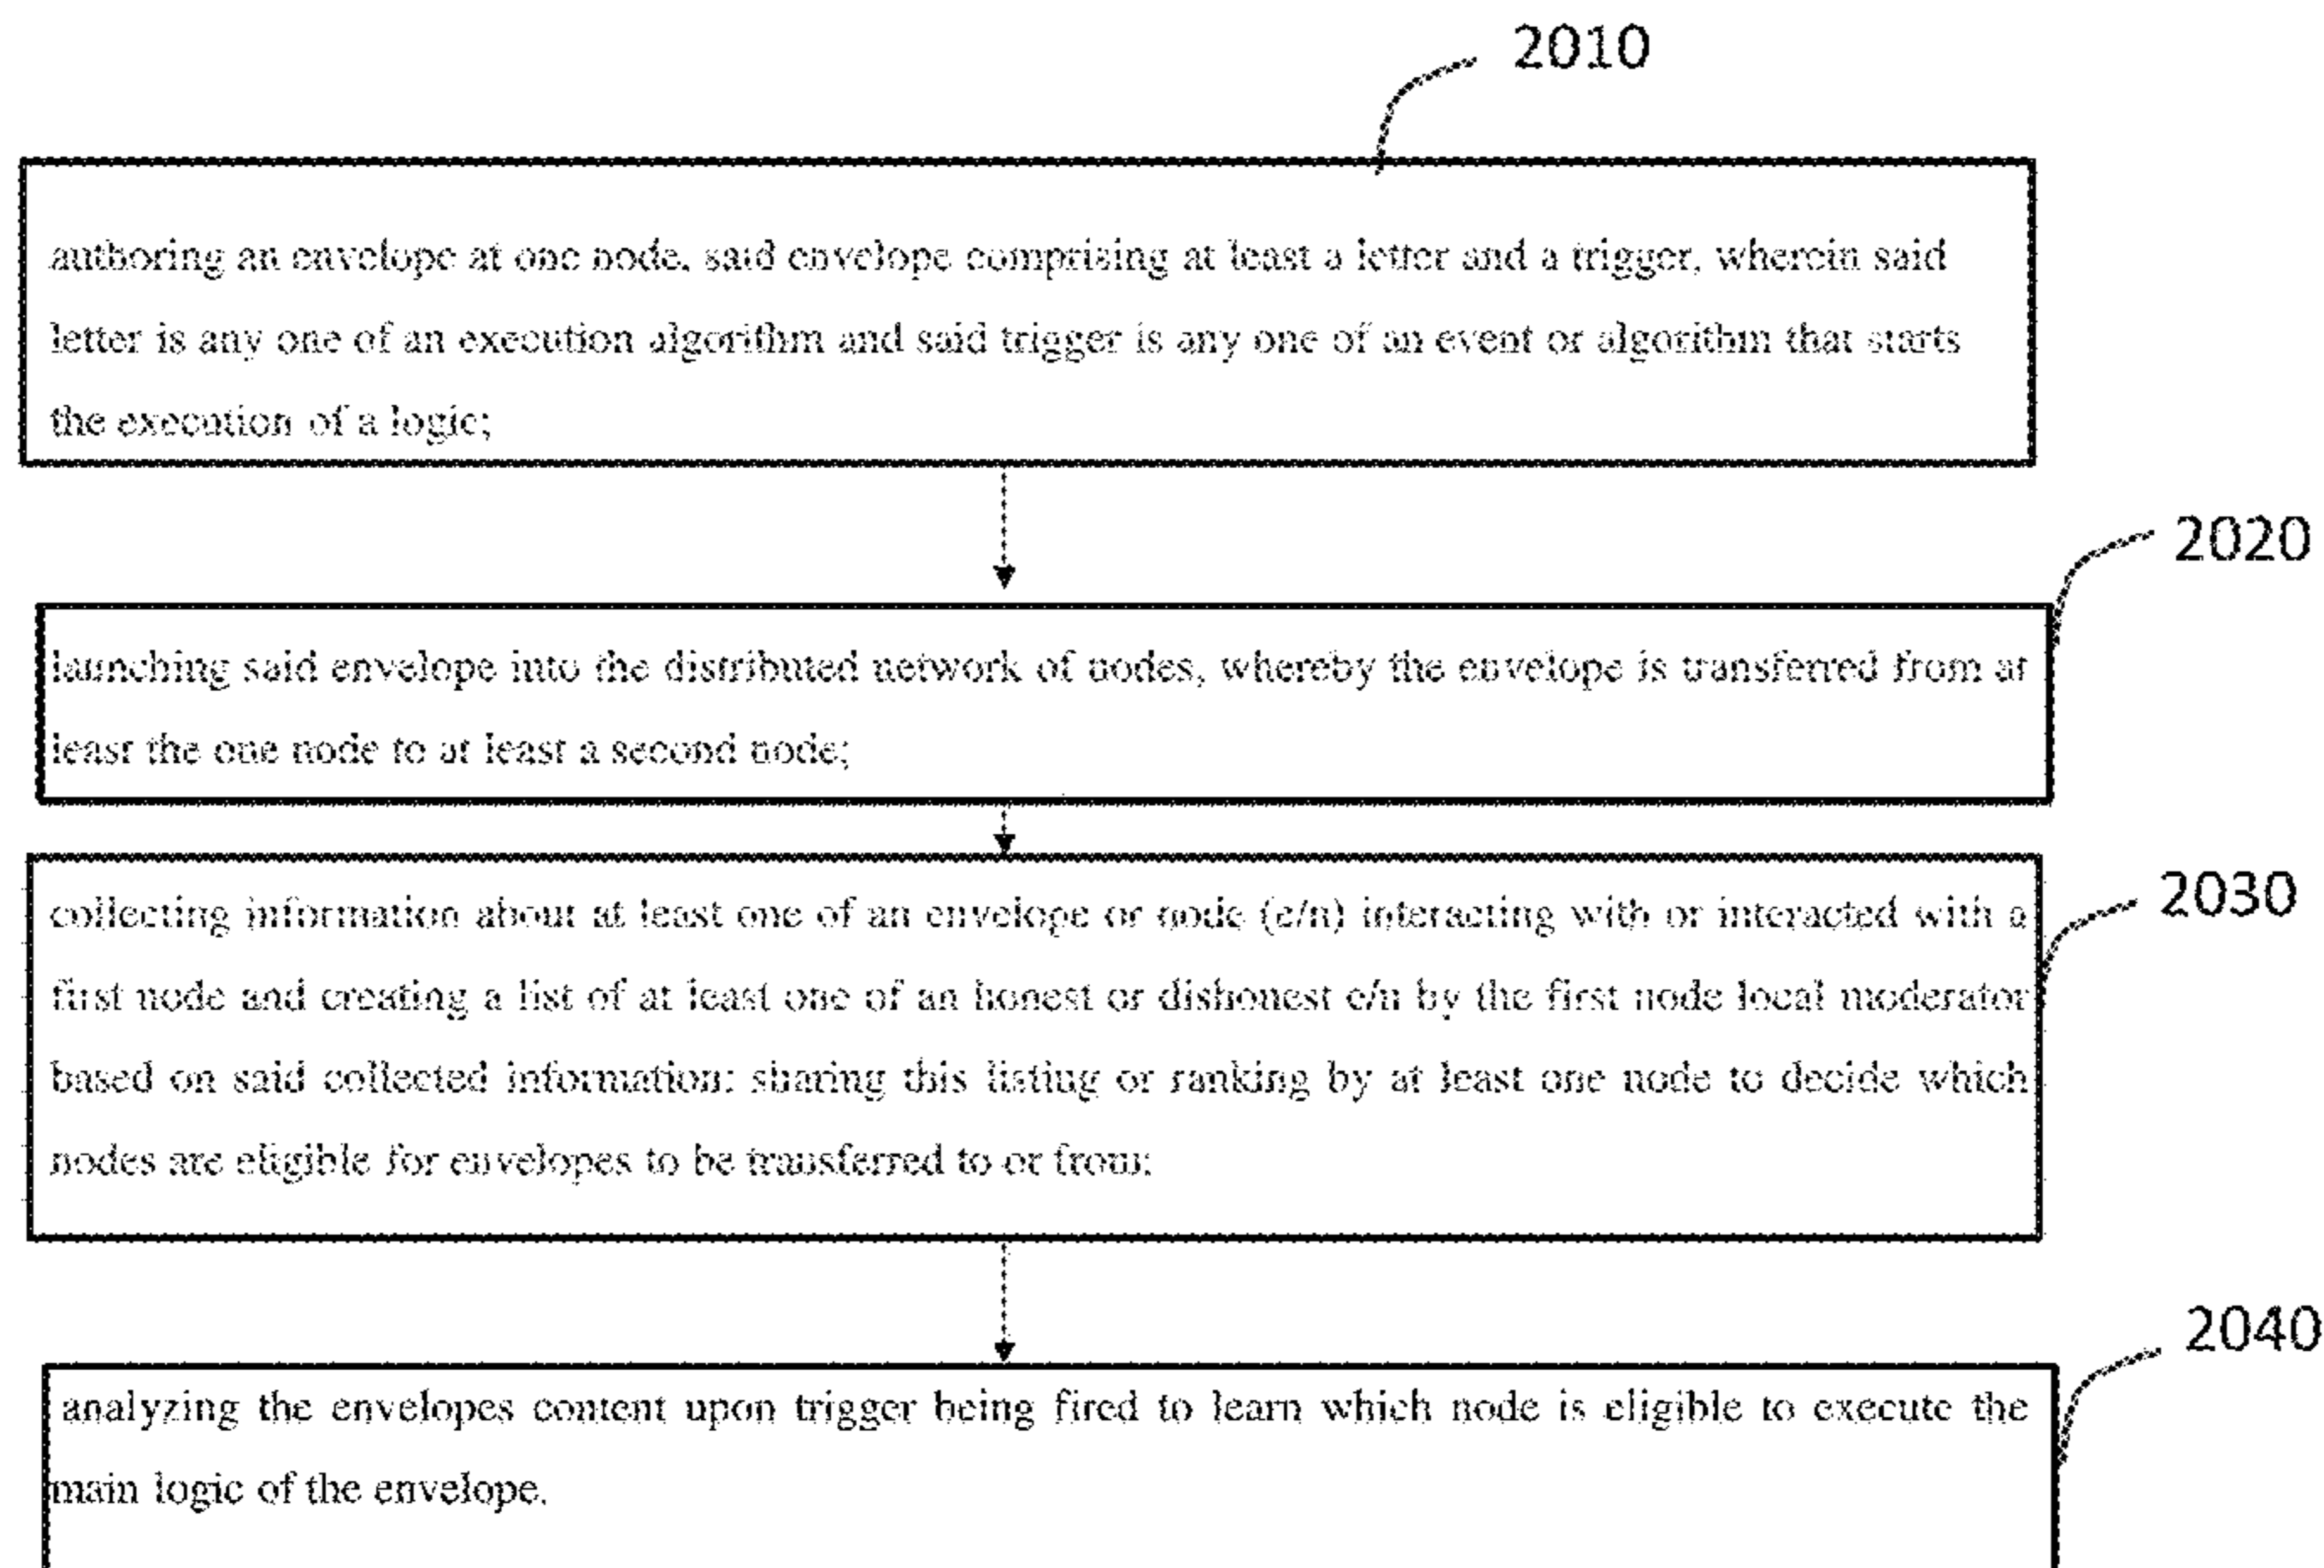 2010
authoring an envelope at one node, said envelope comprising at least a letter and a trigger, wherein said
letter is any one of an execution algorithm and said trigger is any one of an event or algorithm that starts
the execution of a logic;
2020
launching said envelope into the distributed network of nodes, whereby the envelope is transferred from at
least the one node to at least a second node;
2030
collecting information about at least one of an envelope or node (e/n) interacting with or interacted with a
first node and creating a list of at least one of an honest or dishonest e/n by the first node local moderator
based on said collected information; sharing this listing or ranking by at least one node to decide which
nodes are eligible for envelopes to be transferred to or from;
2040
analyzing the envelopes content upon trigger being fired to learn which node is eligible to execute the
main logic of the envelope.